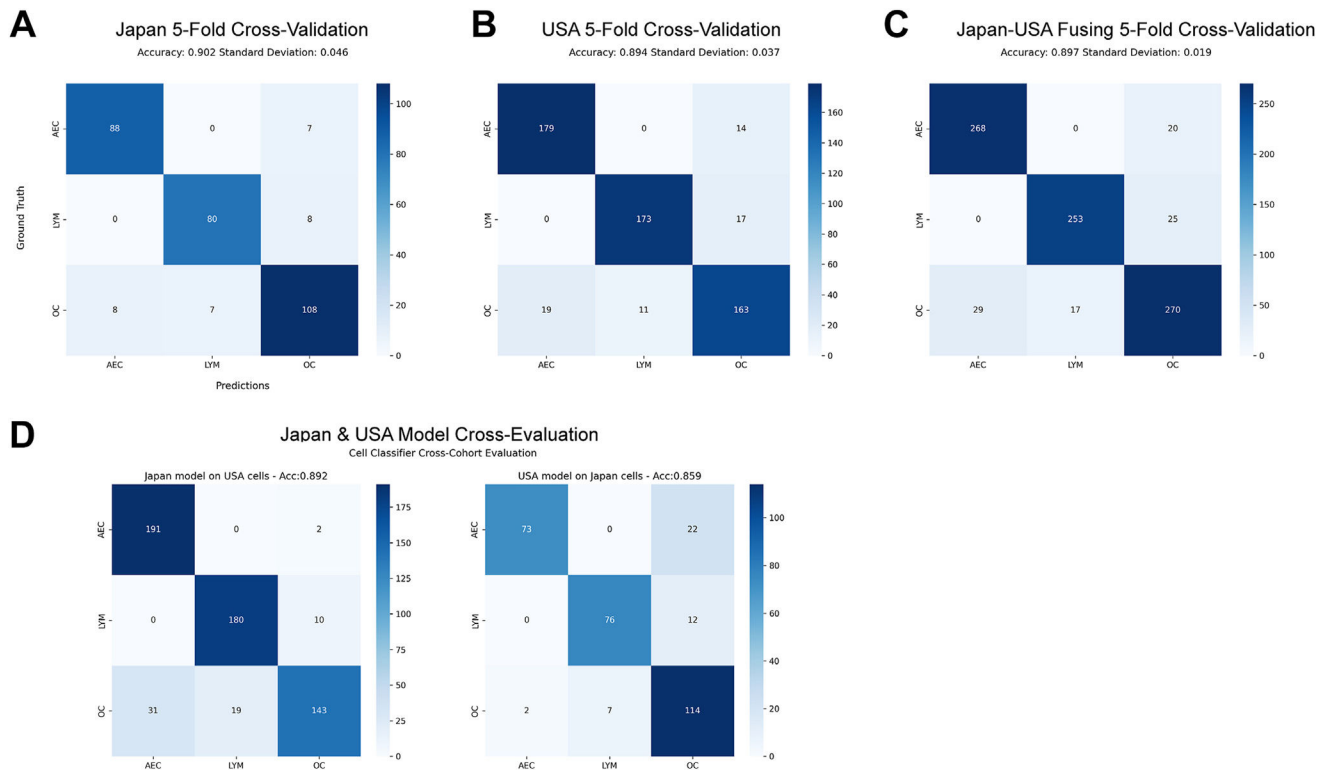 A
Japan 5-Fold Cross-Validation
Accuracy: 0.902 Standard Deviation: 0.046
Ground Truth
AEC
LYM
OC
88 0 7
0 80 8
8 7 108
AEC LYM OC
Predictions
100
80
60
40
20
0
B
USA 5-Fold Cross-Validation
Accuracy: 0.894 Standard Deviation: 0.037
AEC
LYM
OC
179 0 14
0 173 17
19 11 163
AEC LYM OC
160
140
120
100
80
60
40
20
0
C
Japan-USA Fusing 5-Fold Cross-Validation
Accuracy: 0.897 Standard Deviation: 0.019
AEC
LYM
OC
268 0 20
0 253 25
29 17 270
AEC LYM OC
250
200
150
100
50
0
D
Japan & USA Model Cross-Evaluation
Cell Classifier Cross-Cohort Evaluation
Japan model on USA cells - Acc:0.892
AEC
LYM
OC
191 0 2
0 180 10
31 19 143
AEC LYM OC
175
150
125
100
75
50
25
0
USA model on Japan cells - Acc:0.859
AEC
LYM
OC
73 0 22
0 76 12
2 7 114
AEC LYM OC
100
80
60
40
20
0